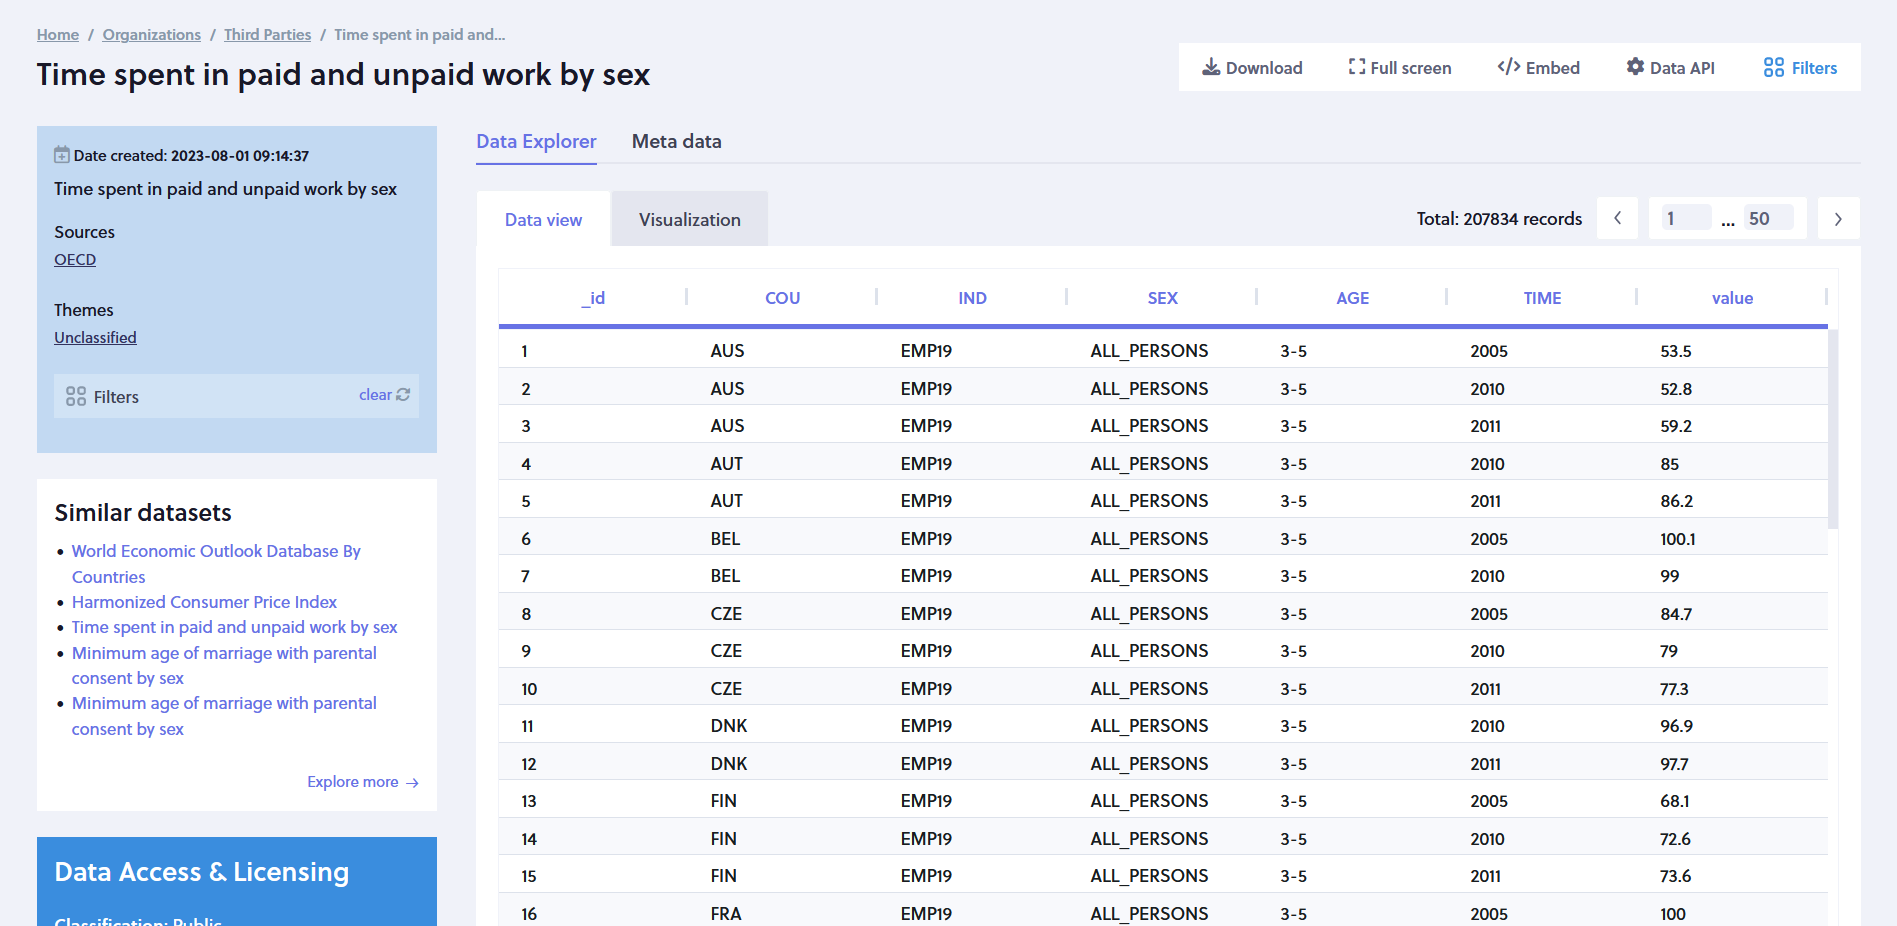 Home / Organizations / Third Parties / Time spent in paid and...
Time spent in paid and unpaid work by sex
Download Full screen Embed Data API Filters
Date created: 2023-08-01 09:14:37
Time spent in paid and unpaid work by sex
Sources
OECD
Themes
Unclassified
Filters clear
Similar datasets
• World Economic Outlook Database By
Countries
• Harmonized Consumer Price Index
• Time spent in paid and unpaid work by sex
• Minimum age of marriage with parental
consent by sex
• Minimum age of marriage with parental
consent by sex
Explore more →
Data Access & Licensing
Classification: Public
Data Explorer Meta data
Data view Visualization
Total: 207834 records 1 ... 50
_id COU IND SEX AGE TIME value
1 AUS EMP19 ALL_PERSONS 3-5 2005 53.5
2 AUS EMP19 ALL_PERSONS 3-5 2010 52.8
3 AUS EMP19 ALL_PERSONS 3-5 2011 59.2
4 AUT EMP19 ALL_PERSONS 3-5 2010 85
5 AUT EMP19 ALL_PERSONS 3-5 2011 86.2
6 BEL EMP19 ALL_PERSONS 3-5 2005 100.1
7 BEL EMP19 ALL_PERSONS 3-5 2010 99
8 CZE EMP19 ALL_PERSONS 3-5 2005 84.7
9 CZE EMP19 ALL_PERSONS 3-5 2010 79
10 CZE EMP19 ALL_PERSONS 3-5 2011 77.3
11 DNK EMP19 ALL_PERSONS 3-5 2010 96.9
12 DNK EMP19 ALL_PERSONS 3-5 2011 97.7
13 FIN EMP19 ALL_PERSONS 3-5 2005 68.1
14 FIN EMP19 ALL_PERSONS 3-5 2010 72.6
15 FIN EMP19 ALL_PERSONS 3-5 2011 73.6
16 FRA EMP19 ALL_PERSONS 3-5 2005 100